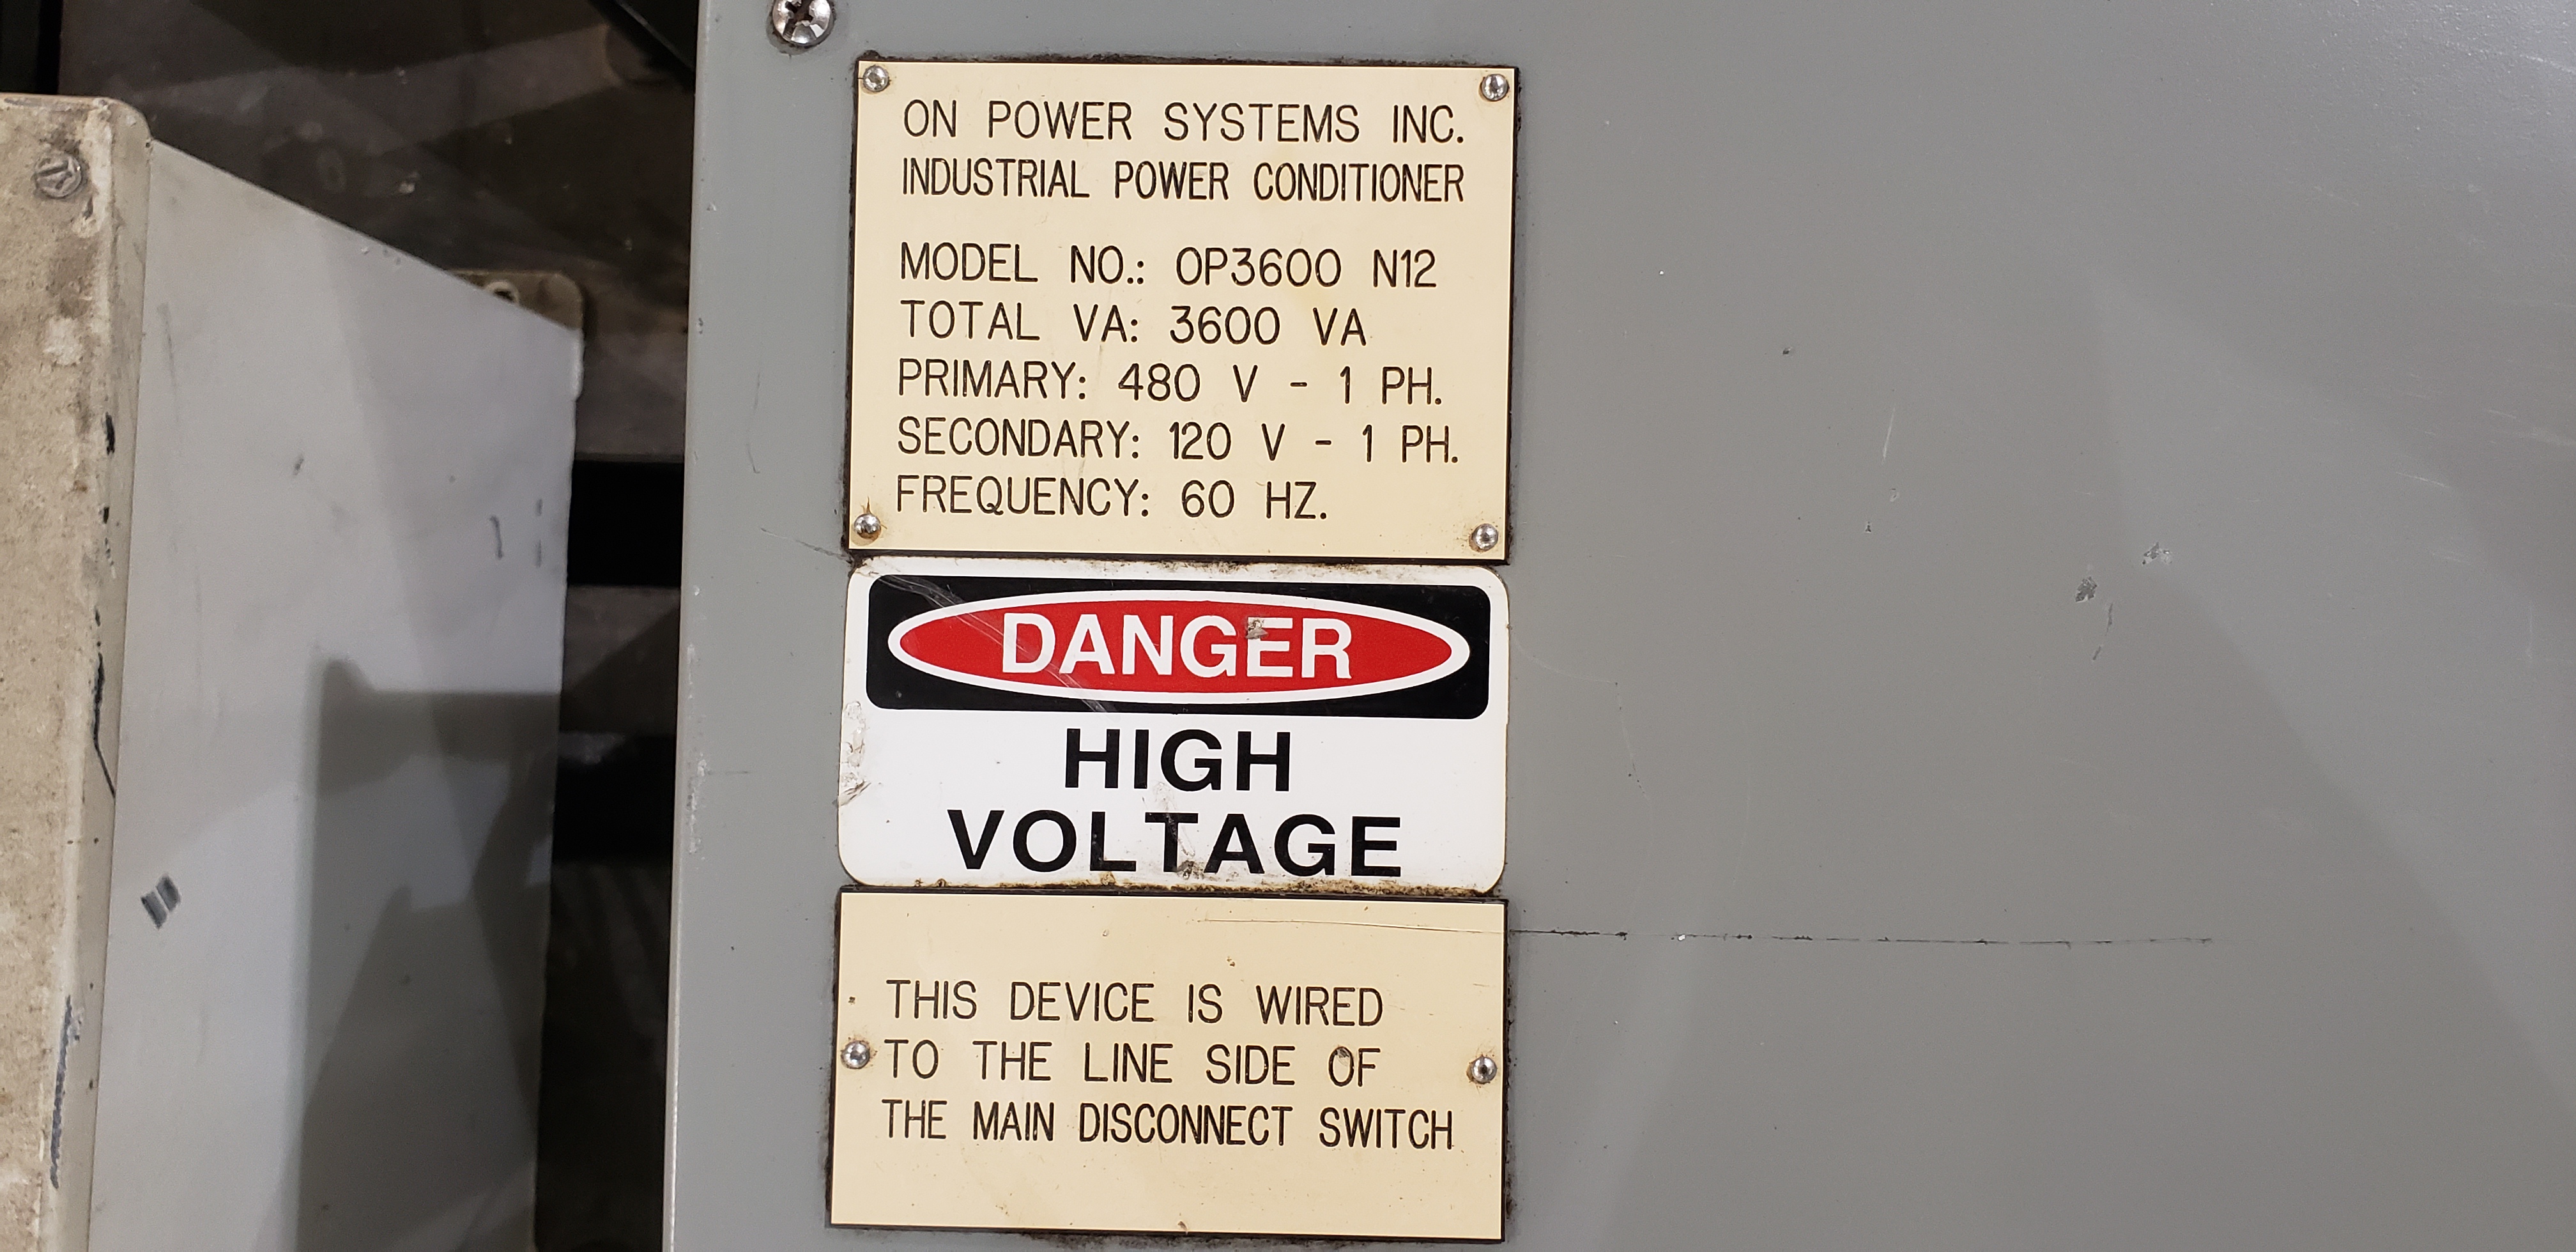 ON POWER SYSTEMS INC.
INDUSTRIAL POWER CONDITIONER
MODEL NO.: OP3600 N12
TOTAL VA: 3600 VA
PRIMARY: 480 V - 1 PH.
SECONDARY: 120 V - 1 PH.
FREQUENCY: 60 HZ.
DANGER
HIGH
VOLTAGE
THIS DEVICE IS WIRED
TO THE LINE SIDE OF
THE MAIN DISCONNECT SWITCH